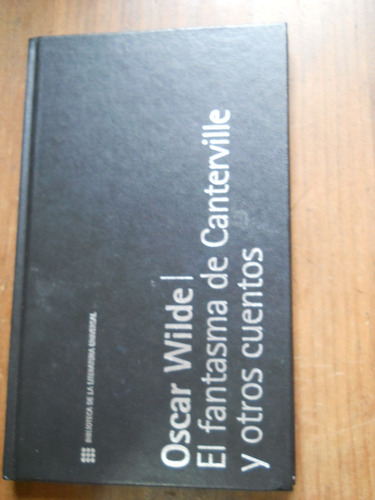 BIBLIOTECA DE LA LITERATURA UNIVERSAL
Oscar Wilde|
El fantasma de Canterville
y otros cuentos